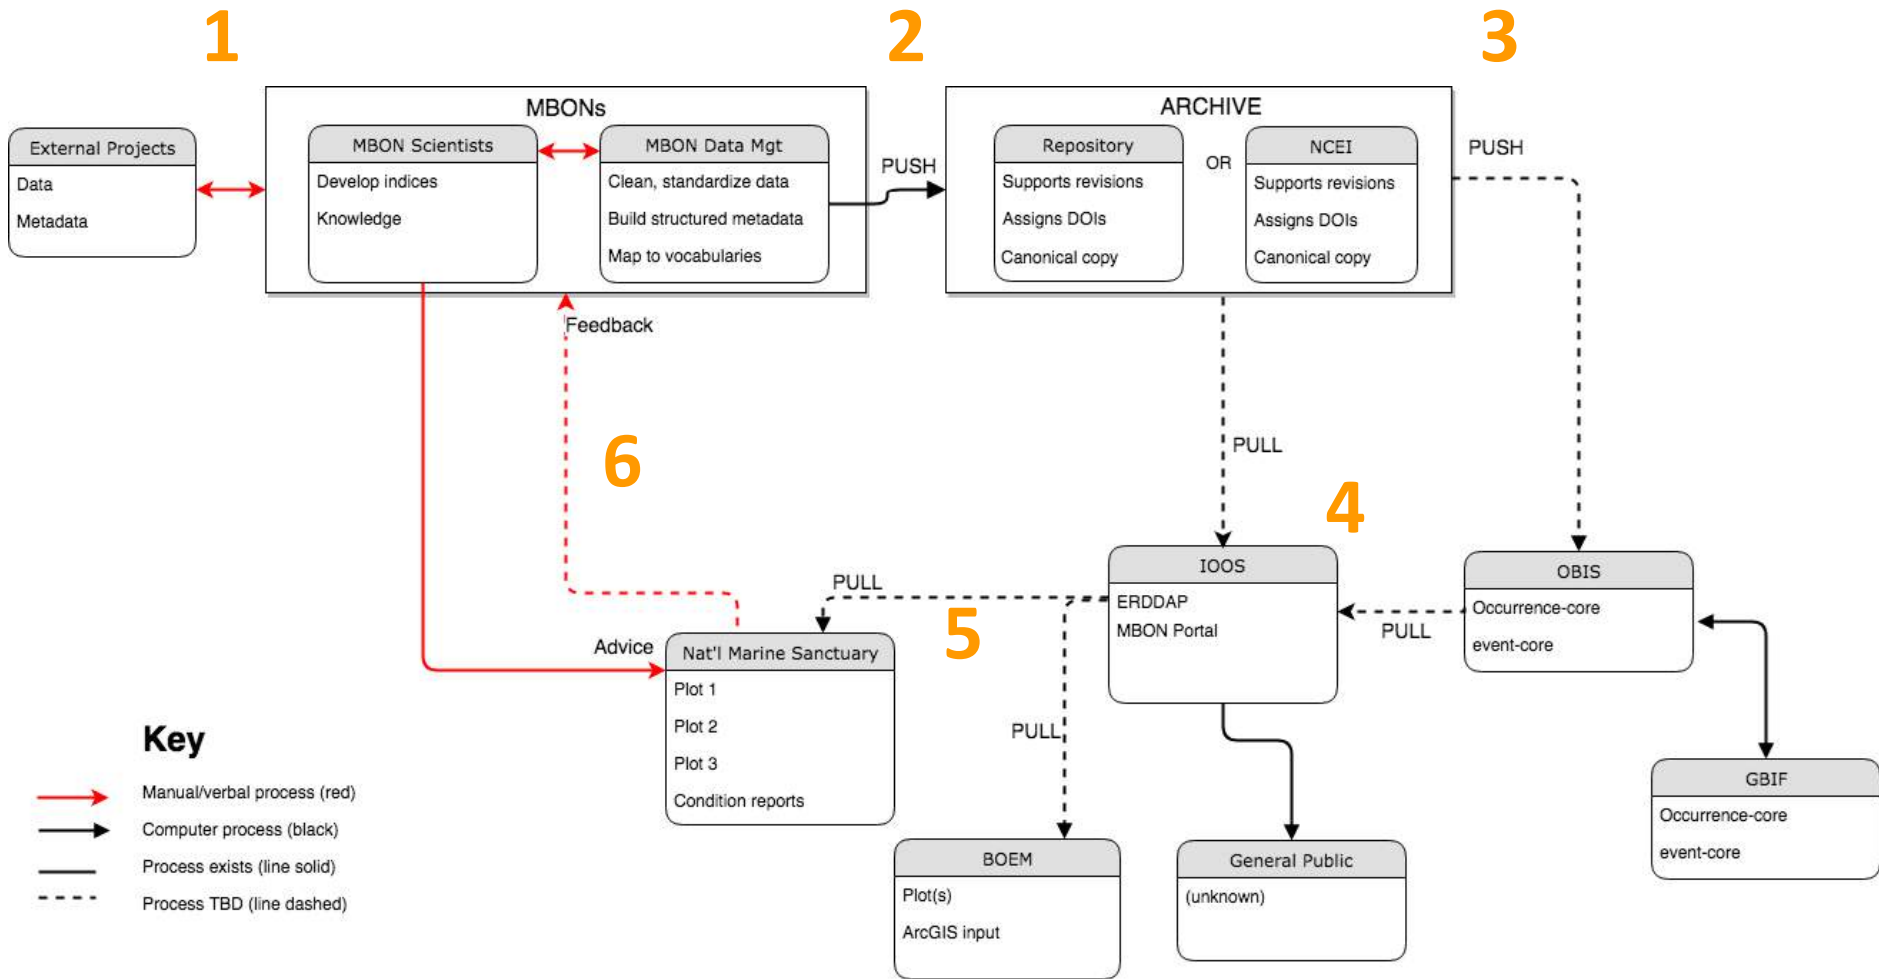 1
2
3
MBONs
ARCHIVE
External Projects
Data
Metadata
MBON Scientists
Develop indices
Knowledge
MBON Data Mgt
Clean, standardize data
Build structured metadata
Map to vocabularies
PUSH
Repository
Supports revisions
Assigns DOIs
Canonical copy
OR
NCEI
Supports revisions
Assigns DOIs
Canonical copy
PUSH
Feedback
6
PULL
4
IOOS
ERDDAP
MBON Portal
PULL
OBIS
Occurrence-core
event-core
PULL
5
Advice
Nat'l Marine Sanctuary
Plot 1
Plot 2
Plot 3
Condition reports
PULL
BOEM
Plot(s)
ArcGIS input
General Public
(unknown)
GBIF
Occurrence-core
event-core
Key
Manual/verbal process (red)
Computer process (black)
Process exists (line solid)
Process TBD (line dashed)